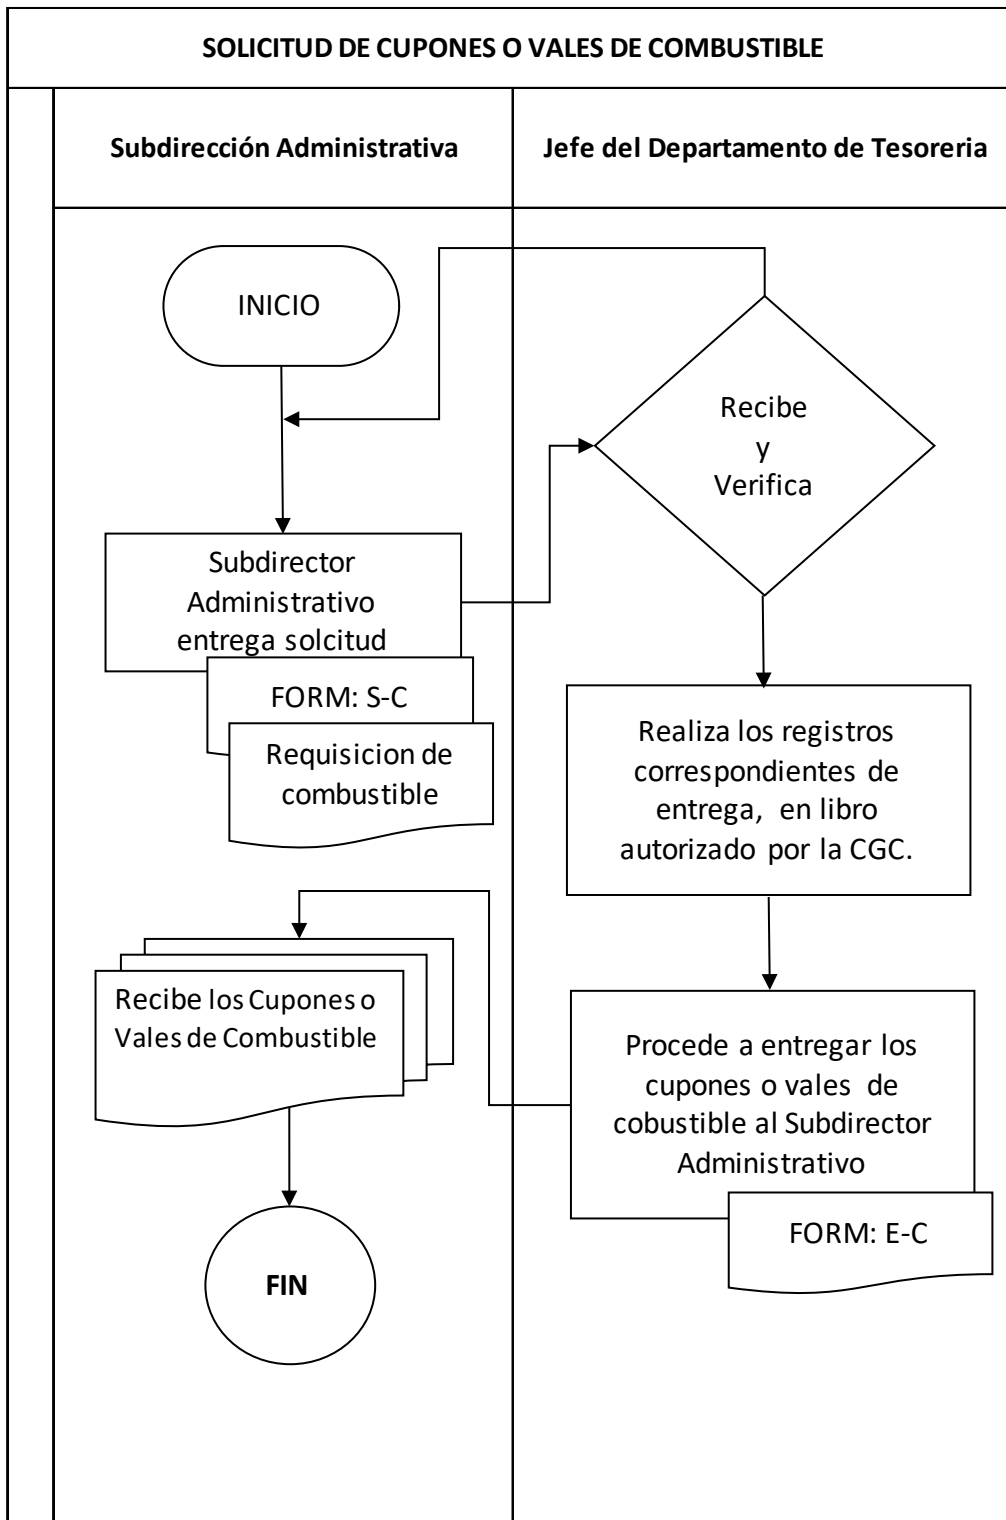 SOLICITUD DE CUPONES O VALES DE COMBUSTIBLE
Subdirección Administrativa
Jefe del Departamento de Tesoreria
INICIO
Recibe
y
Verifica
Subdirector
Administrativo
entrega solcitud
FORM: S-C
Requisicion de
combustible
Realiza los registros
correspondientes de
entrega, en libro
autorizado por la CGC.
Procede a entregar los
cupones o vales de
cobustible al Subdirector
Administrativo
FORM: E-C
Recibe los Cupones o
Vales de Combustible
FIN